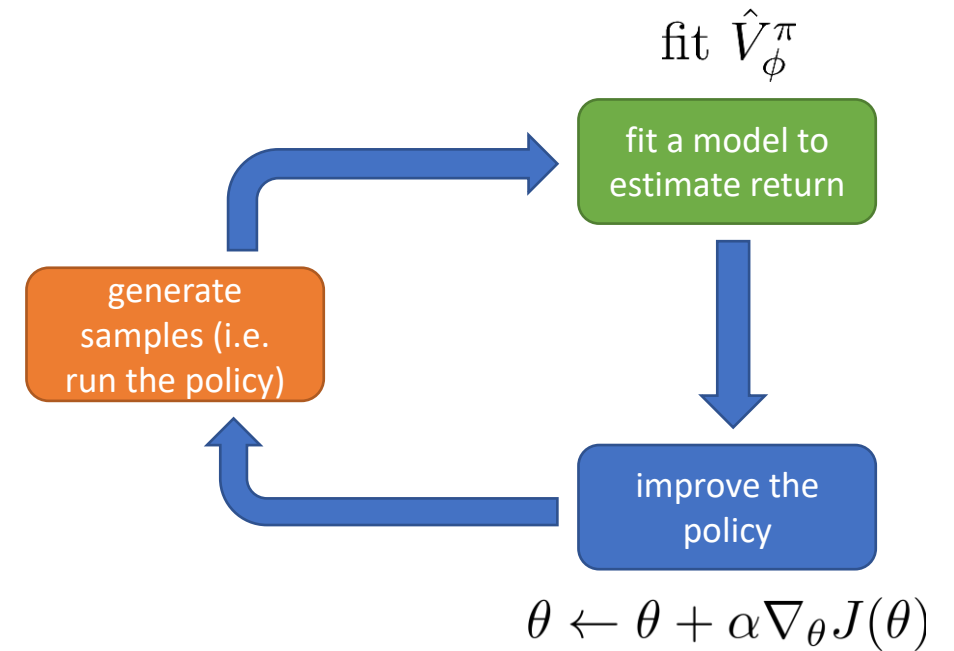 fit $\hat{V}_{\phi}^{\pi}$
fit a model to
estimate return
generate
samples (i.e.
run the policy)
improve the
policy
$\theta \leftarrow \theta + \alpha \nabla_{\theta} J(\theta)$